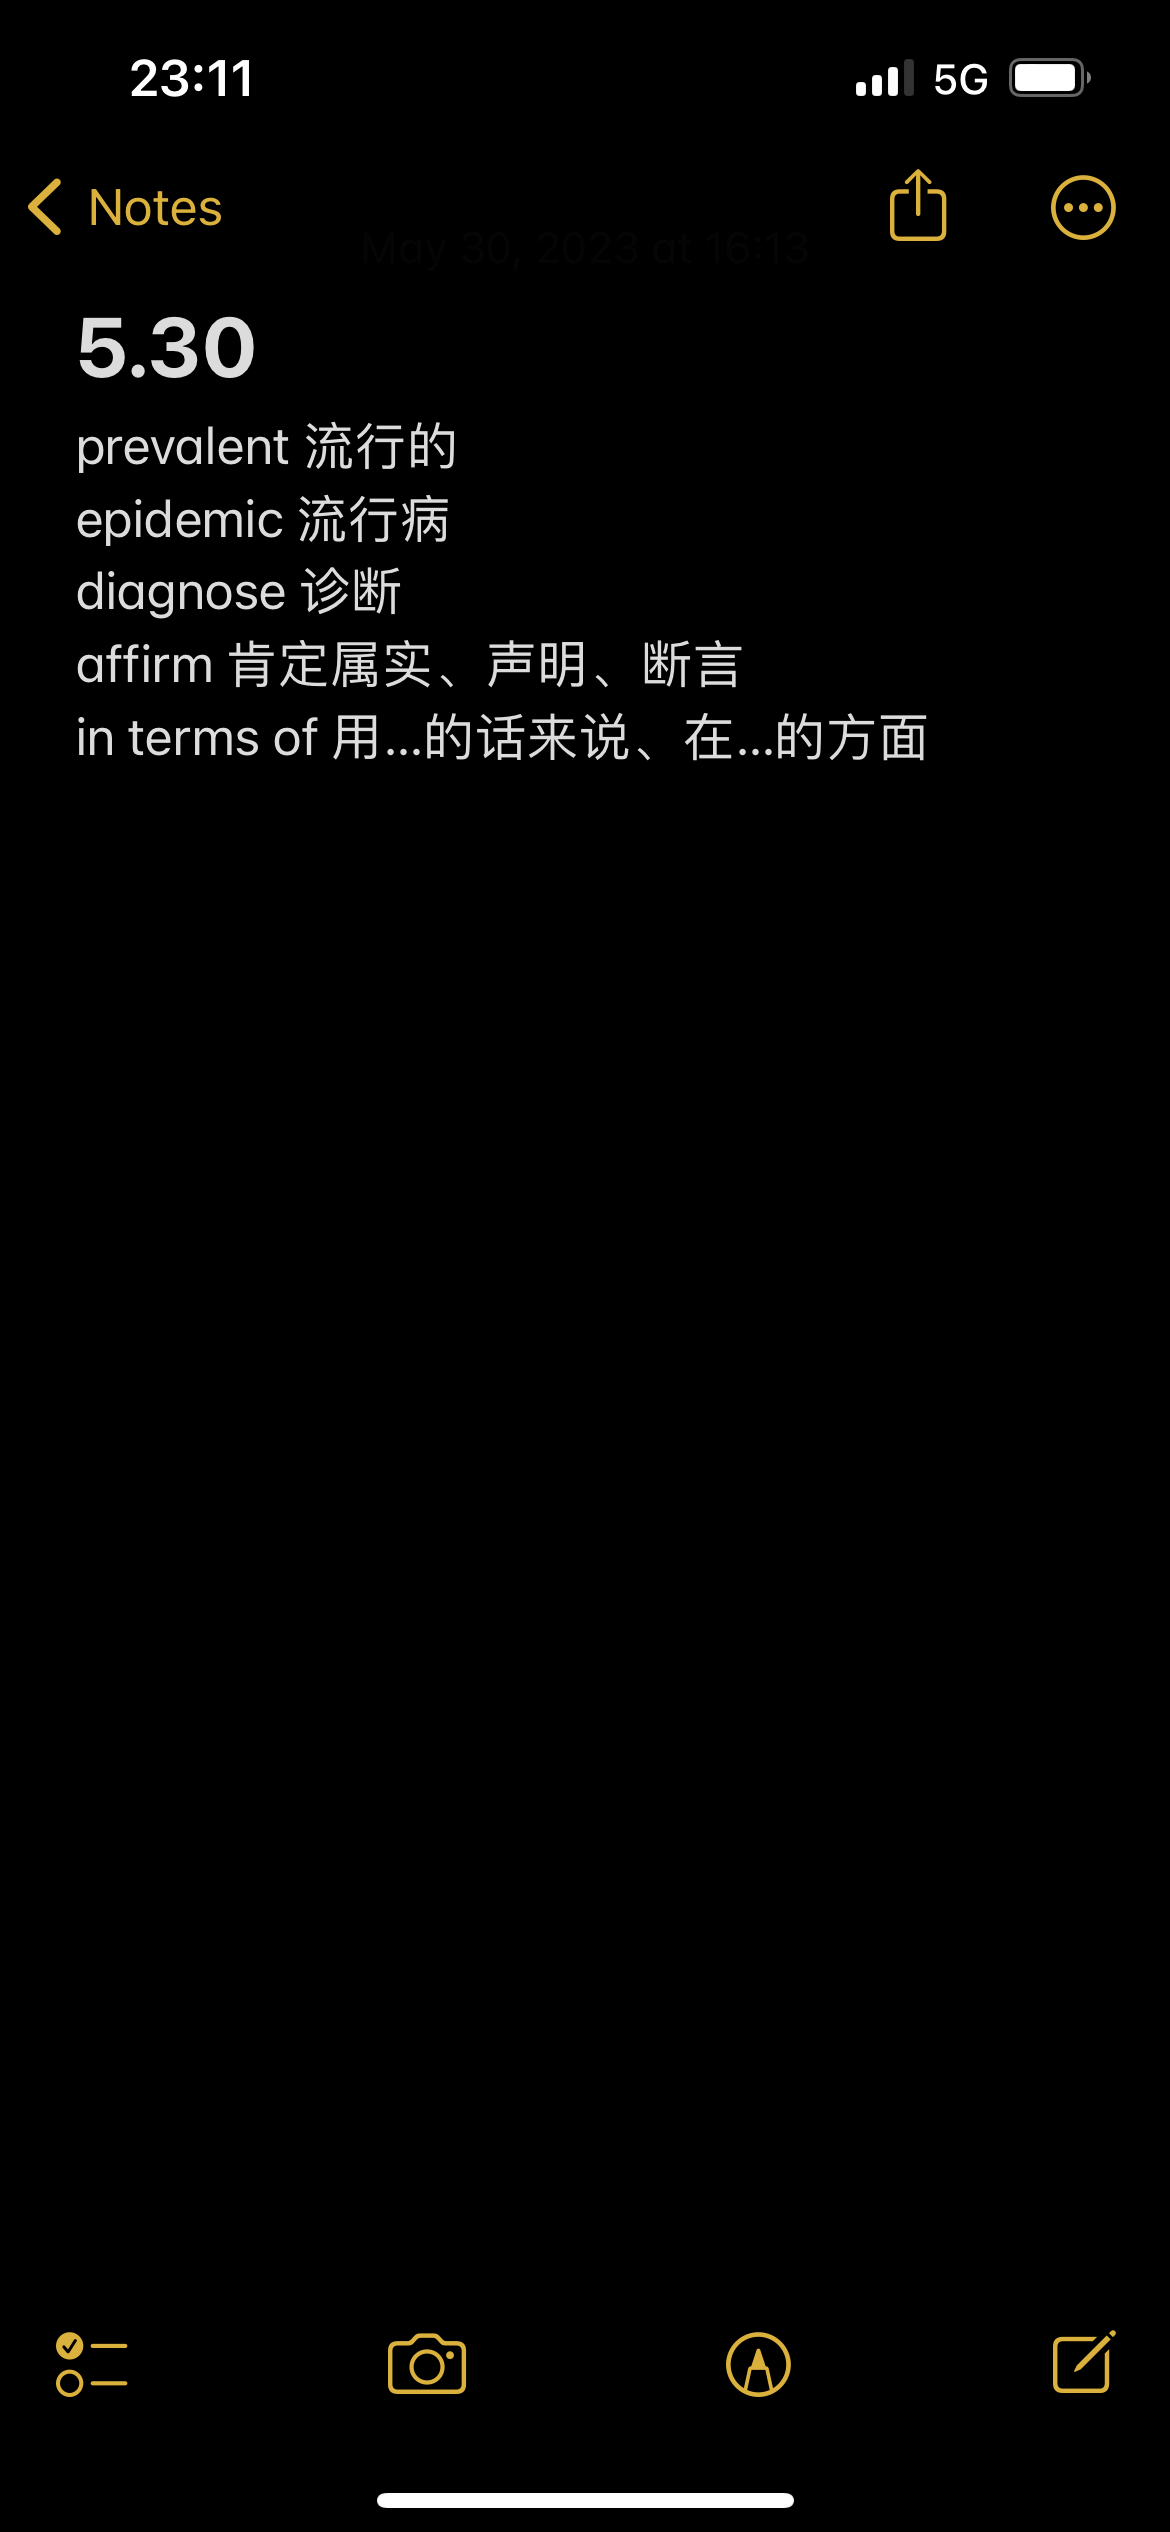 23:11 5G
Notes
May 30, 2023 at 16:13
5.30
prevalent 流行的
epidemic 流行病
diagnose 诊断
affirm 肯定属实、声明、断言
in terms of 用...的话来说、在...的方面